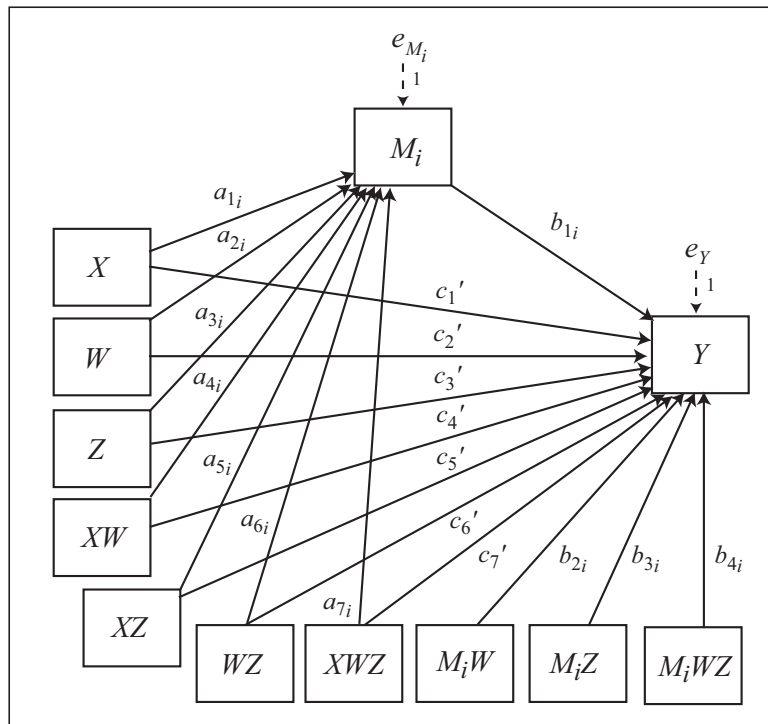 e_{M_i}
1
M_i
a_{1i}
a_{2i}
b_{1i}
X
e_Y
1
a_{3i}
c_1′
W
c_2′
Y
a_{4i}
c_3′
Z
c_4′
a_{5i}
c_5′
XW
a_{6i}
c_6′
c_7′
b_{2i}
b_{3i}
b_{4i}
XZ
a_{7i}
WZ
XWZ
M_iW
M_iZ
M_iWZ